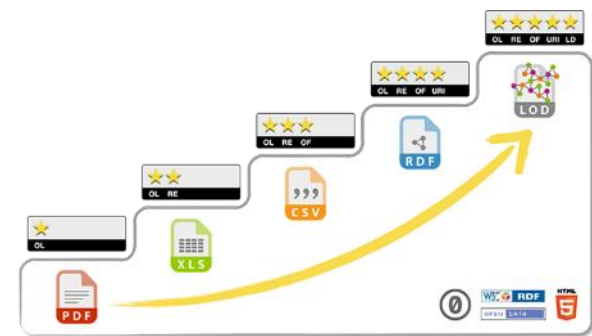 OL RE OF URI LD
OL RE OF URI
LOD
OL RE OF
RDF
OL RE
CSV
OL
XLS
PDF
W3C RDF
OPEN DATA
HTML
5